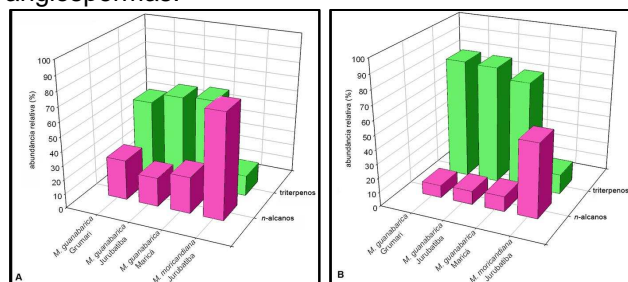 angiospermas.
100
90
80
70
60
50
40
30
20
10
0
abundância relativa (%)
M. guanabarica
Grumari
M. guanabarica
Jurubatiba
M. guanabarica
Maricá
M. moricandiana
Jurubatiba
triterpenos
n-alcanos
A
100
90
80
70
60
50
40
30
20
10
0
abundância relativa (%)
M. guanabarica
Grumari
M. guanabarica
Jurubatiba
M. guanabarica
Maricá
M. moricandiana
Jurubatiba
triterpenos
n-alcanos
B